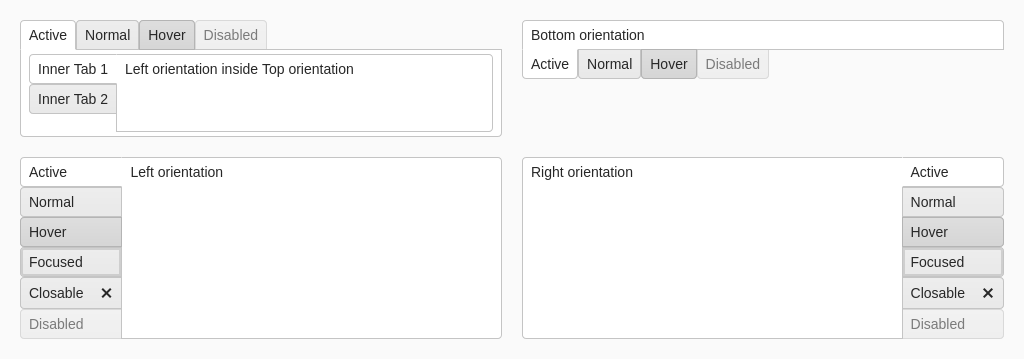 Active Normal Hover Disabled
Inner Tab 1 Left orientation inside Top orientation
Inner Tab 2
Bottom orientation
Active Normal Hover Disabled
Active Left orientation
Normal
Hover
Focused
Closable ✕
Disabled
Right orientation Active
Normal
Hover
Focused
Closable ✕
Disabled